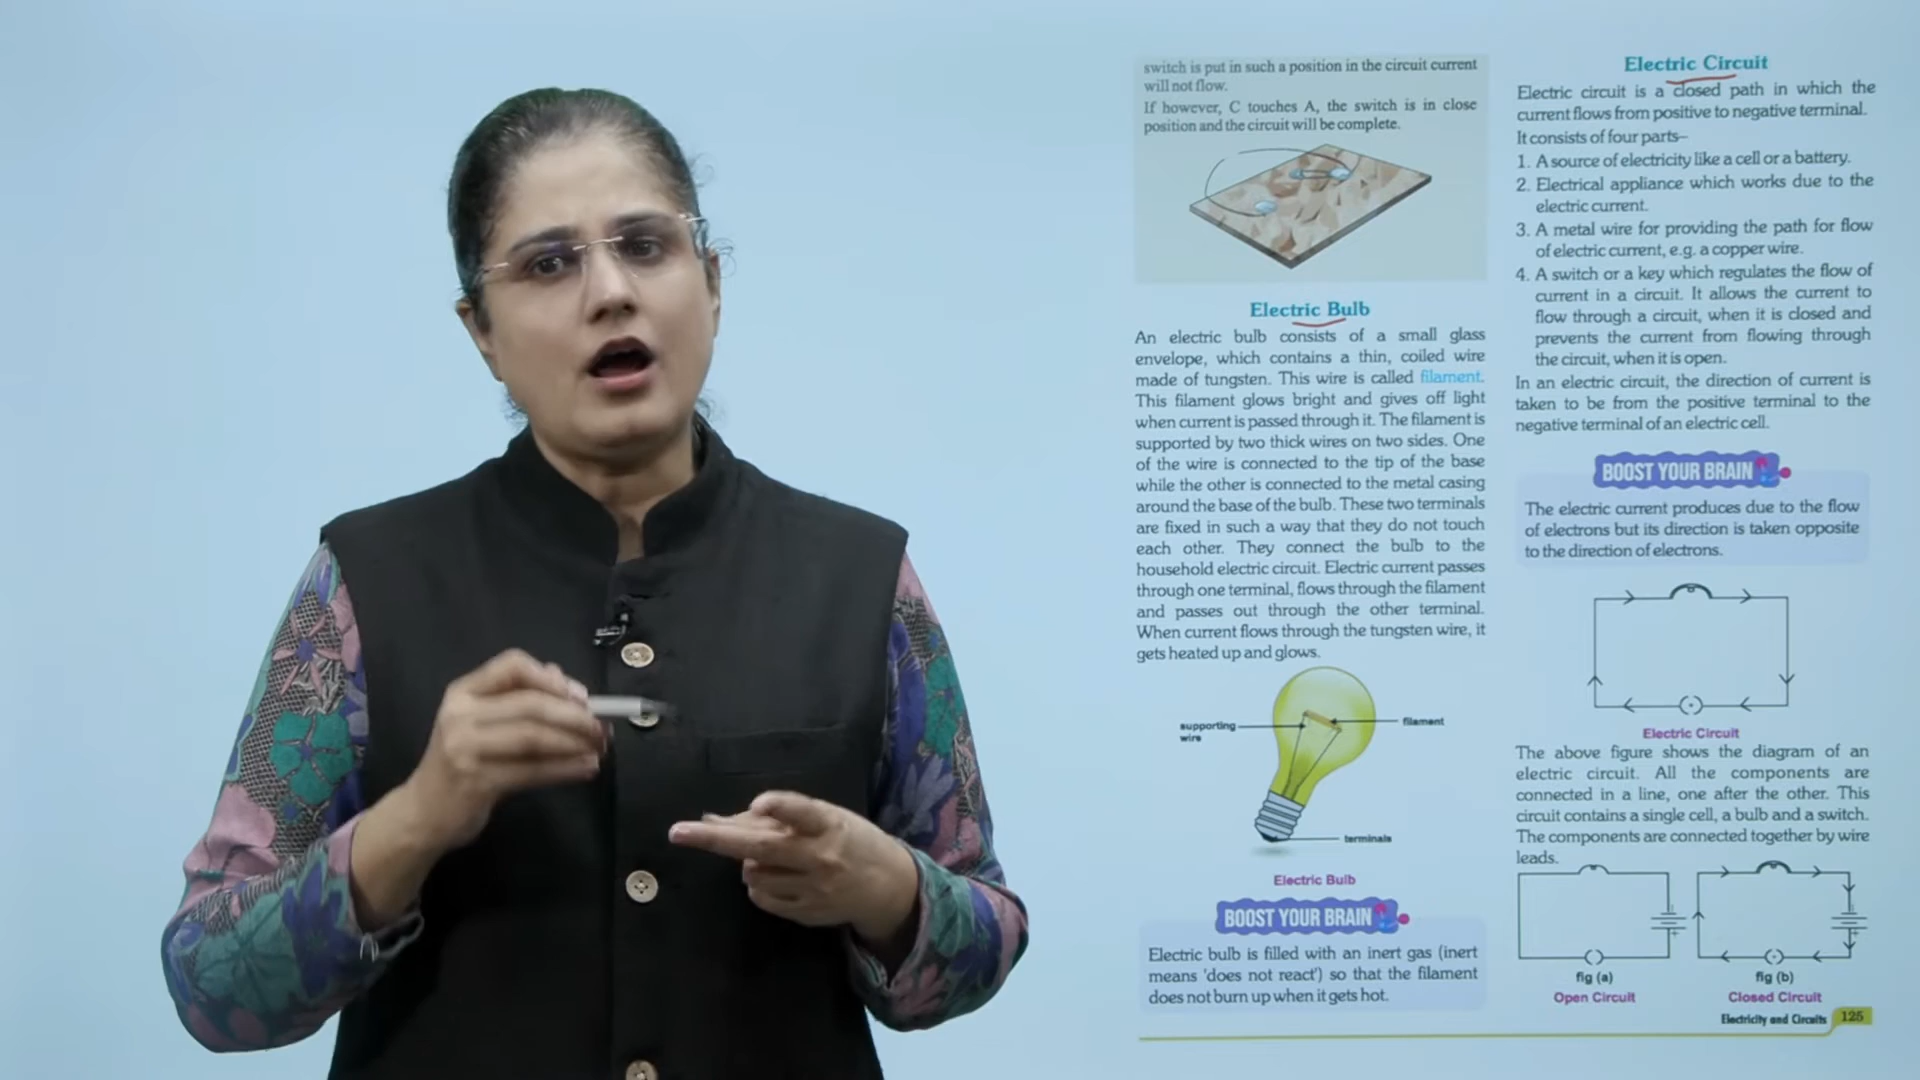 switch is put in such a position in the circuit current
will not flow.
If however, C touches A, the switch is in close
position and the circuit will be complete.
Electric Bulb
An electric bulb consists of a small glass
envelope, which contains a thin, coiled wire
made of tungsten. This wire is called filament.
This filament glows bright and gives off light
when current is passed through it. The filament is
supported by two thick wires on two sides. One
of the wire is connected to the tip of the base
while the other is connected to the metal casing
around the base of the bulb. These two terminals
are fixed in such a way that they do not touch
each other. They connect the bulb to the
household electric circuit. Electric current passes
through one terminal, flows through the filament
and passes out through the other terminal.
When current flows through the tungsten wire, it
gets heated up and glows.
supporting
wire
filament
terminals
Electric Bulb
BOOST YOUR BRAIN
Electric bulb is filled with an inert gas (inert
means 'does not react') so that the filament
does not burn up when it gets hot.
Electric Circuit
Electric circuit is a closed path in which the
current flows from positive to negative terminal.
It consists of four parts–
1. A source of electricity like a cell or a battery.
2. Electrical appliance which works due to the
electric current.
3. A metal wire for providing the path for flow
of electric current, e.g. a copper wire.
4. A switch or a key which regulates the flow of
current in a circuit. It allows the current to
flow through a circuit, when it is closed and
prevents the current from flowing through
the circuit, when it is open.
In an electric circuit, the direction of current is
taken to be from the positive terminal to the
negative terminal of an electric cell.
BOOST YOUR BRAIN
The electric current produces due to the flow
of electrons but its direction is taken opposite
to the direction of electrons.
Electric Circuit
The above figure shows the diagram of an
electric circuit. All the components are
connected in a line, one after the other. This
circuit contains a single cell, a bulb and a switch.
The components are connected together by wire
leads.
fig (a)
Open Circuit
fig (b)
Closed Circuit
Electricity and Circuits 125